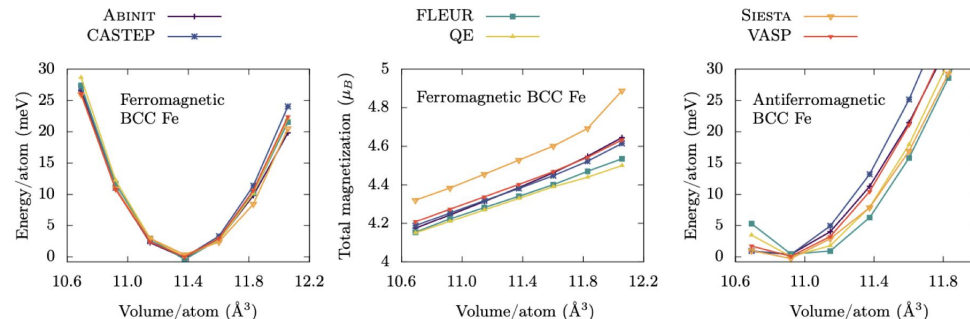 ABINIT
CASTEP
FLEUR
QE
SIESTA
VASP
Energy/atom (meV)
30
25
20
15
10
5
0
Ferromagnetic
BCC Fe
10.6 11.0 11.4 11.8 12.2
Volume/atom (Å³)
Total magnetization (μB)
5
4.8
4.6
4.4
4.2
4
Ferromagnetic BCC Fe
10.6 11.0 11.4 11.8 12.2
Volume/atom (Å³)
Energy/atom (meV)
30
25
20
15
10
5
0
Antiferromagnetic
BCC Fe
10.6 11.0 11.4 11.8
Volume/atom (Å³)